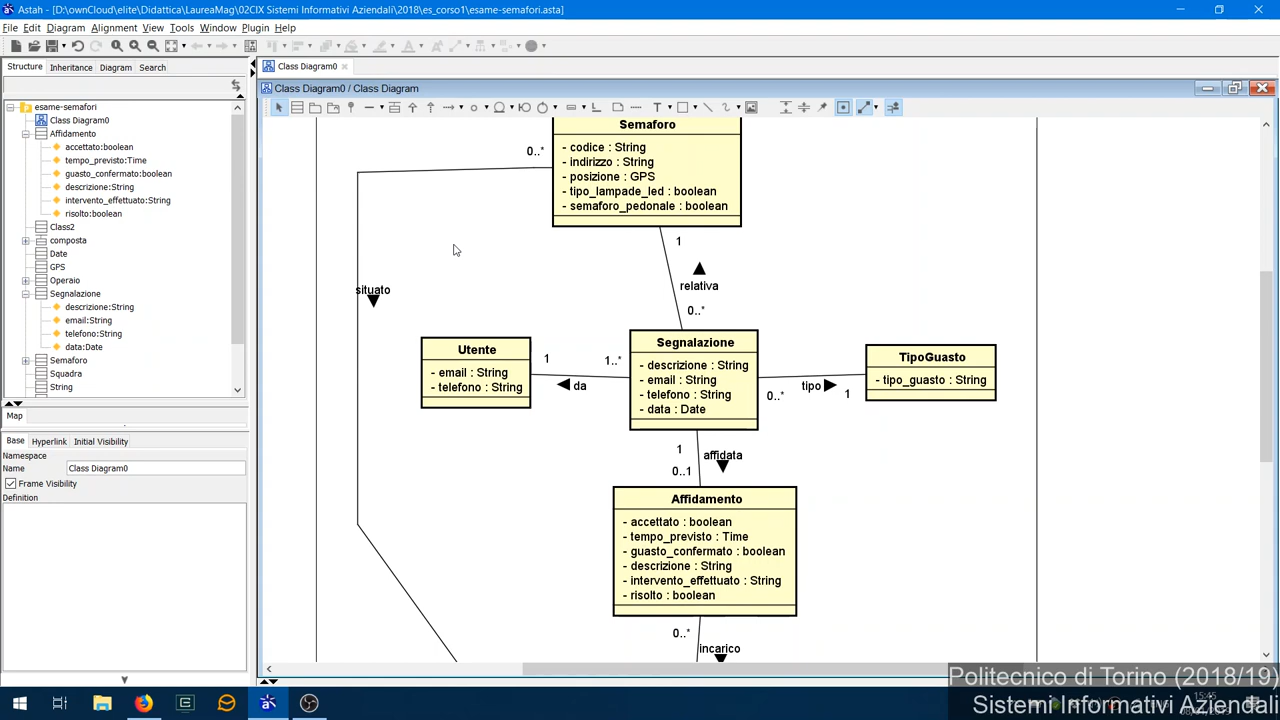 Astah - [D:\ownCloud\elite\Didattica\LaureaMag\02CIX Sistemi Informativi Aziendali\2018\es_corso1\esame-semafori.asta]
File Edit Diagram Alignment View Tools Window Plugin Help
Structure Inheritance Diagram Search
Class Diagram0
Class Diagram0 / Class Diagram
esame-semafori
Class Diagram0
Affidamento
accettato:boolean
tempo_previsto:Time
guasto_confermato:boolean
descrizione:String
intervento_effettuato:String
risolto:boolean
Class2
composta
Date
GPS
Operaio
Segnalazione
descrizione:String
email:String
telefono:String
data:Date
Semaforo
Squadra
String
Map
Base Hyperlink Initial Visibility
Namespace
Name Class Diagram0
Frame Visibility
Definition
Semaforo
- codice : String
- indirizzo : String
- posizione : GPS
- tipo_lampade_led : boolean
- semaforo_pedonale : boolean
0..*
1
relativa
0..*
situato
Utente
- email : String
- telefono : String
1
1..*
da
Segnalazione
- descrizione : String
- email : String
- telefono : String
- data : Date
tipo
0..*
1
TipoGuasto
- tipo_guasto : String
1
affidata
0..1
Affidamento
- accettato : boolean
- tempo_previsto : Time
- guasto_confermato : boolean
- descrizione : String
- intervento_effettuato : String
- risolto : boolean
0..*
incarico
Politecnico di Torino (2018/19)
15:45
Sistemi Informativi Aziendali